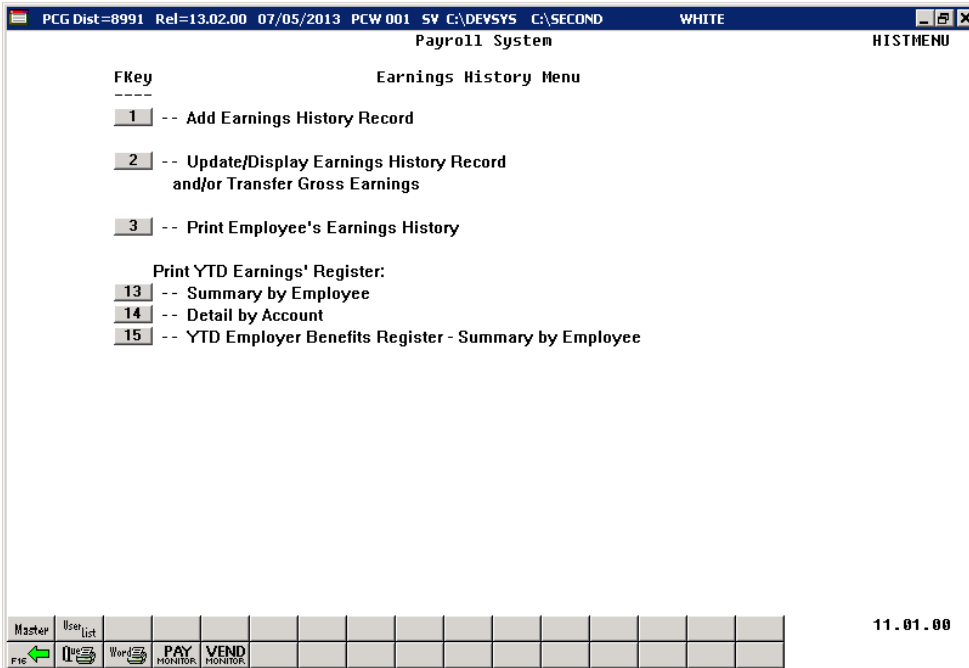 PCG Dist=8991 Rel=13.02.00 07/05/2013 PCW 001 SV C:\DEVSYS C:\SECOND WHITE
Payroll System HISTMENU
FKey Earnings History Menu
----
1 -- Add Earnings History Record
2 -- Update/Display Earnings History Record
and/or Transfer Gross Earnings
3 -- Print Employee's Earnings History
Print YTD Earnings' Register:
13 -- Summary by Employee
14 -- Detail by Account
15 -- YTD Employer Benefits Register - Summary by Employee
Master User List 11.01.00
F16 Que Word PAY MONITOR VEND MONITOR